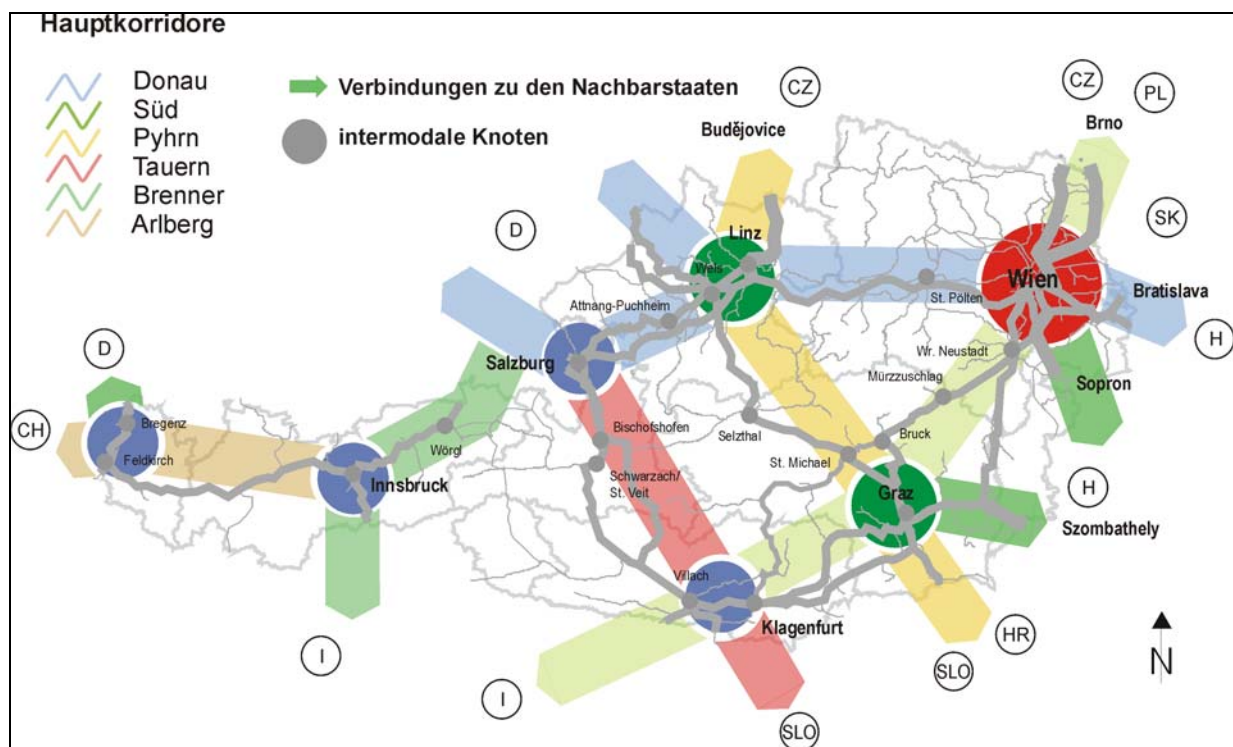 Hauptkorridore
Donau
Süd
Pyhrn
Tauern
Brenner
Arlberg
Verbindungen zu den Nachbarstaaten
intermodale Knoten
CZ
Budějovice
CZ
PL
Brno
D
Linz
Wels
SK
Wien
St. Pölten
Bratislava
Attnang-Puchheim
H
D
Salzburg
Wr. Neustadt
Mürzzuschlag
Sopron
CH
Bregenz
Feldkirch
Wörgl
Innsbruck
Bischofshofen
Schwarzach/
St. Veit
Selzthal
Bruck
St. Michael
Graz
H
Szombathely
Villach
Klagenfurt
I
I
HR
SLO
SLO
N